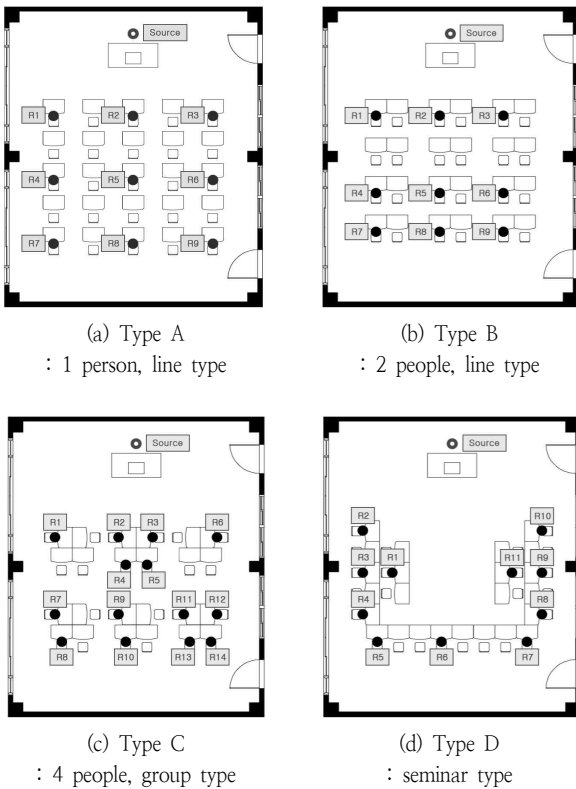 Source
R1 R2 R3
R4 R5 R6
R7 R8 R9
(a) Type A
: 1 person, line type
Source
R1 R2 R3
R4 R5 R6
R7 R8 R9
(b) Type B
: 2 people, line type
Source
R1 R2 R3 R6
R4 R5
R7 R9 R11 R12
R8 R10 R13 R14
(c) Type C
: 4 people, group type
Source
R2 R10
R3 R1 R11 R9
R4 R8
R5 R6 R7
(d) Type D
: seminar type